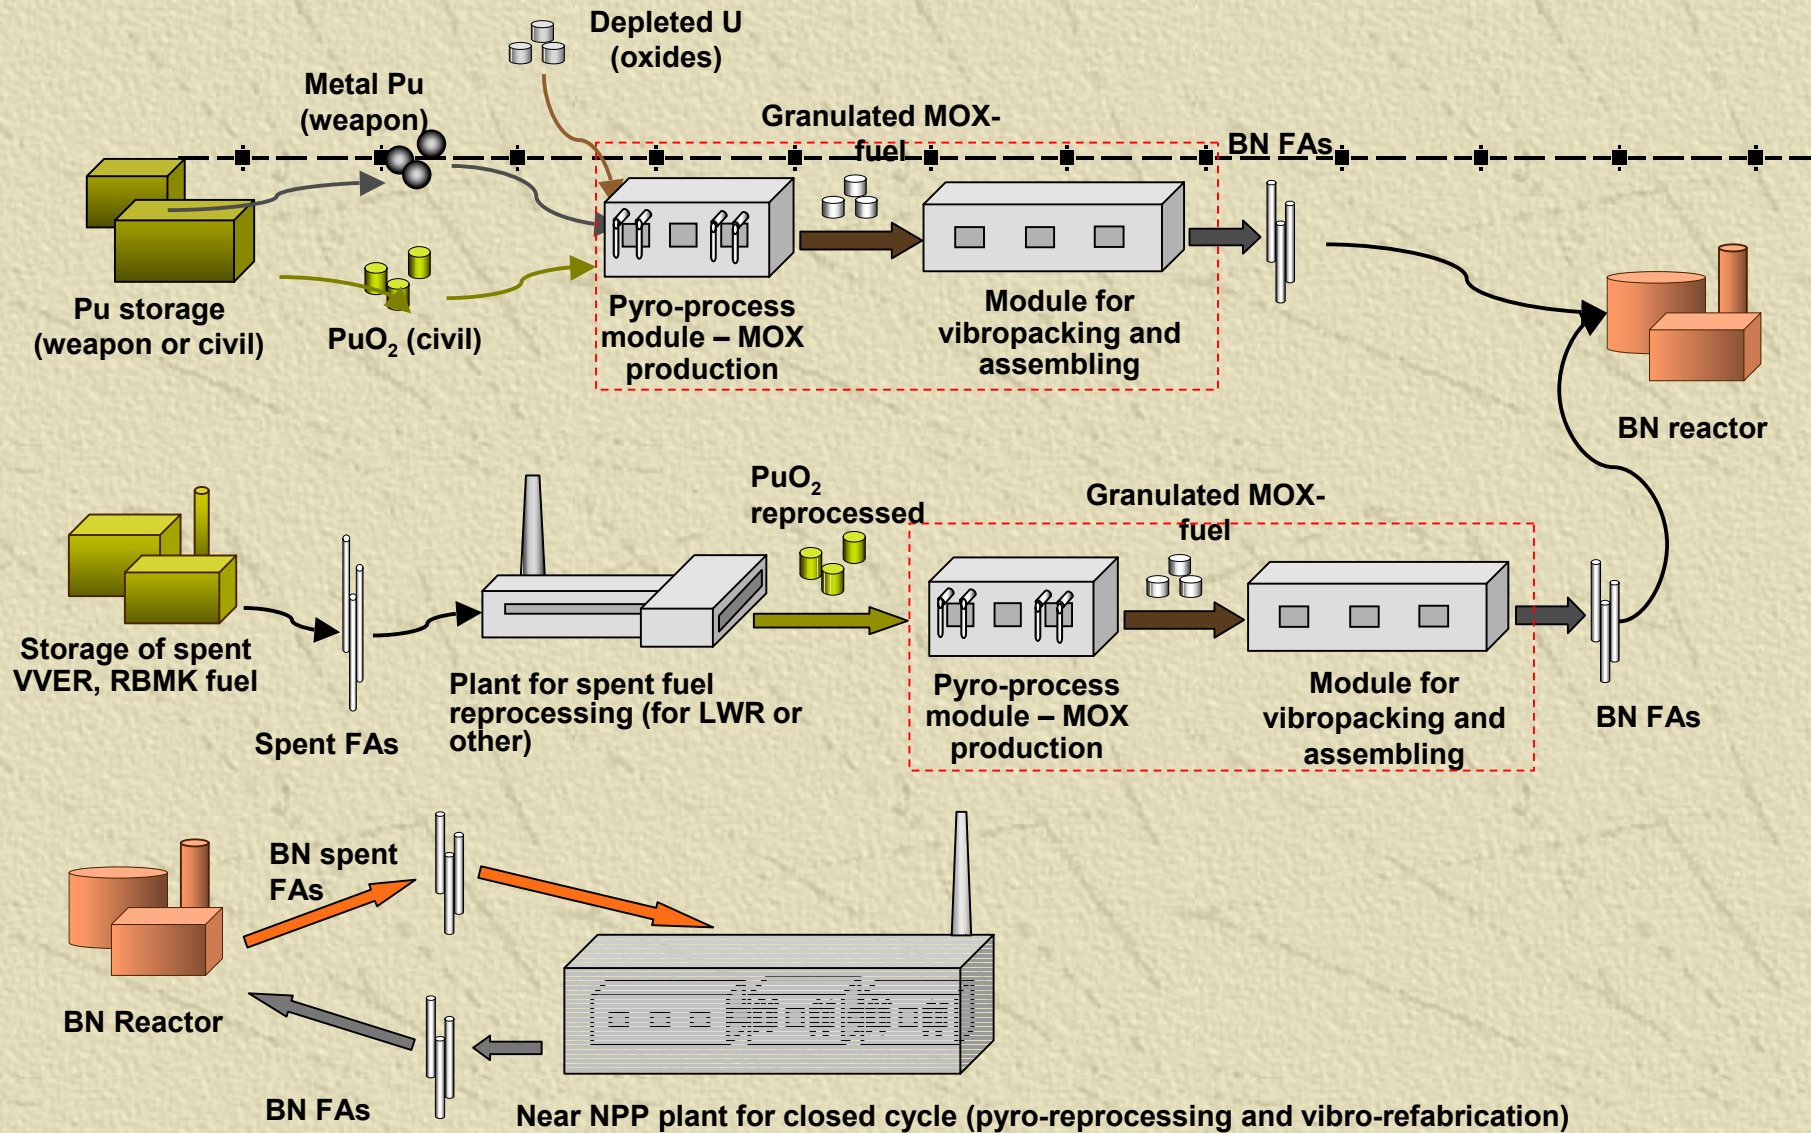 Depleted U
(oxides)
Metal Pu
(weapon)
Granulated MOX-
fuel
BN FAs
Pu storage
(weapon or civil)
PuO₂ (civil)
Pyro-process
module – MOX
production
Module for
vibropacking and
assembling
BN reactor
PuO₂
reprocessed
Granulated MOX-
fuel
Storage of spent
VVER, RBMK fuel
Spent FAs
Plant for spent fuel
reprocessing (for LWR or
other)
Pyro-process
module – MOX
production
Module for
vibropacking and
assembling
BN FAs
BN spent
FAs
BN Reactor
BN FAs
Near NPP plant for closed cycle (pyro-reprocessing and vibro-refabrication)